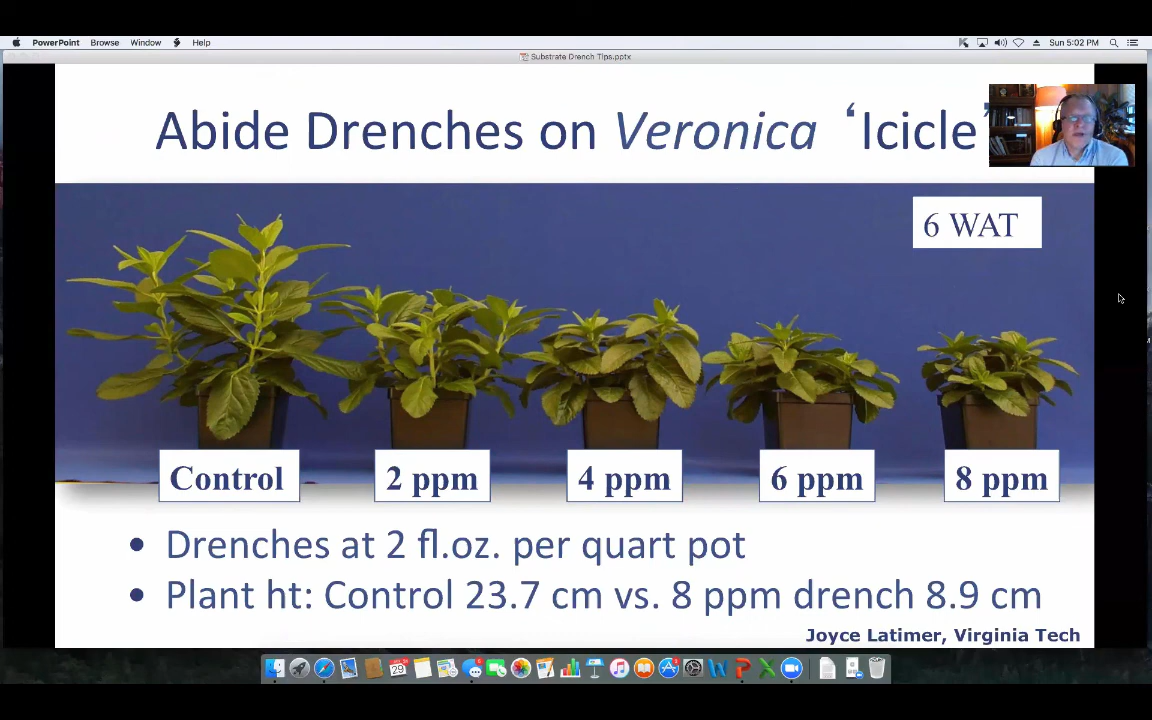 PowerPoint Browse Window Help Sun 5:02 PM
Substrate Drench Tips.pptx
Abide Drenches on Veronica ‘Icicle’
6 WAT
Control 2 ppm 4 ppm 6 ppm 8 ppm
• Drenches at 2 fl.oz. per quart pot
• Plant ht: Control 23.7 cm vs. 8 ppm drench 8.9 cm
Joyce Latimer, Virginia Tech
29